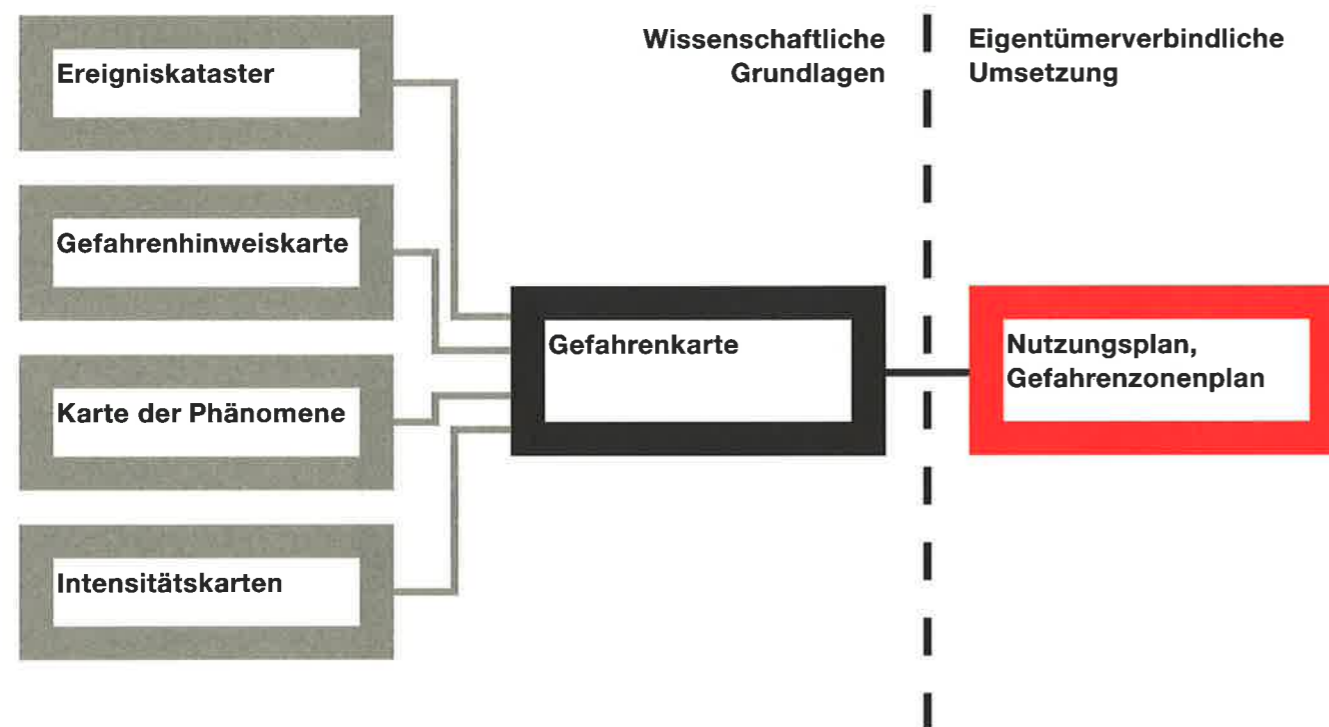 Ereigniskataster
Gefahrenhinweiskarte
Karte der Phänomene
Intensitätskarten
Wissenschaftliche
Grundlagen
Gefahrenkarte
Eigentümerverbindliche
Umsetzung
Nutzungsplan,
Gefahrenzonenplan